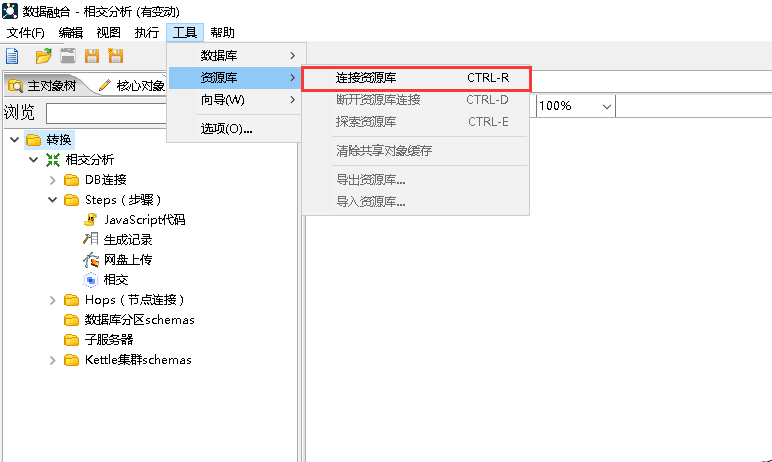 数据融合 - 相交分析 (有变动)
文件(F) 编辑 视图 执行 工具 帮助
数据库
资源库
向导(W)
选项(O)...
连接资源库 CTRL-R
断开资源库连接 CTRL-D
探索资源库 CTRL-E
清除共享对象缓存
导出资源库...
导入资源库...
主对象树 核心对象
浏览
100%
转换
相交分析
DB连接
Steps（步骤）
JavaScript代码
生成记录
网盘上传
相交
Hops（节点连接）
数据库分区schemas
子服务器
Kettle集群schemas